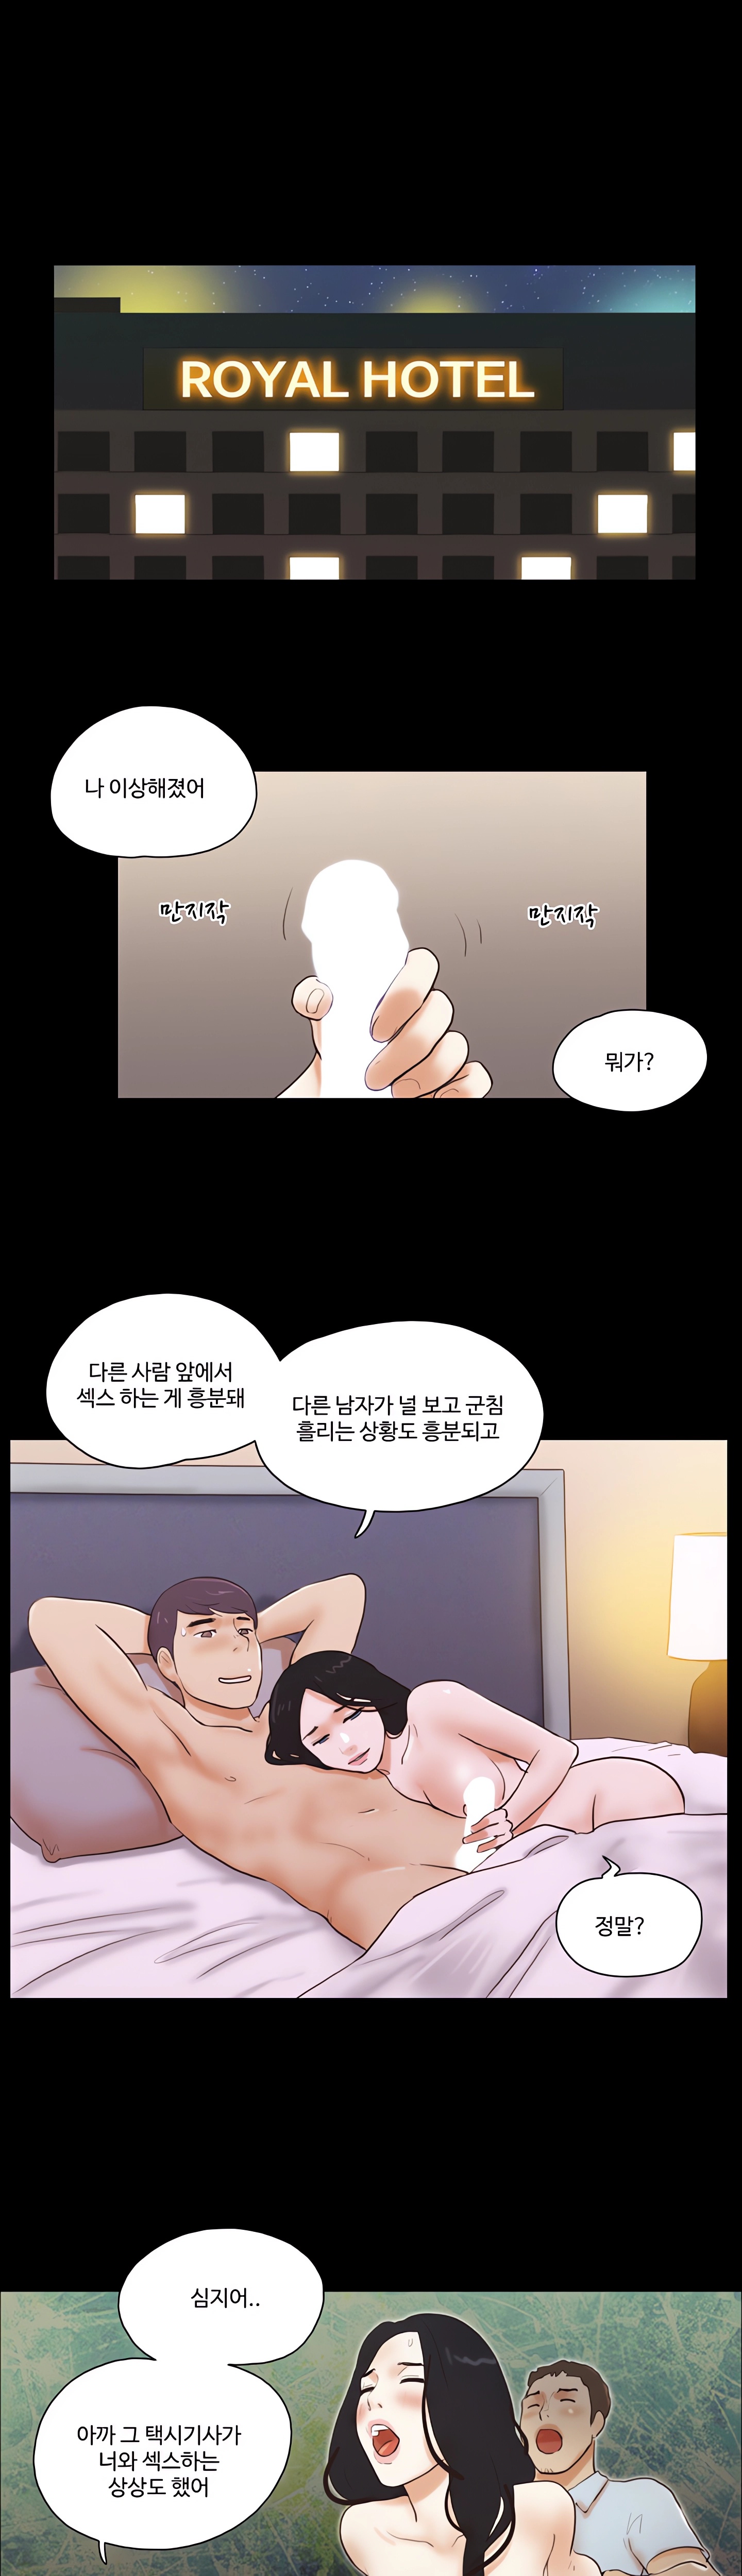 ROYAL HOTEL
나 이상해졌어
만지작
만지작
뭐가?
다른 사람 앞에서
섹스 하는 게 흥분돼
다른 남자가 널 보고 군침
흘리는 상황도 흥분되고
정말?
심지어..
아까 그 택시기사가
너와 섹스하는
상상도 했어